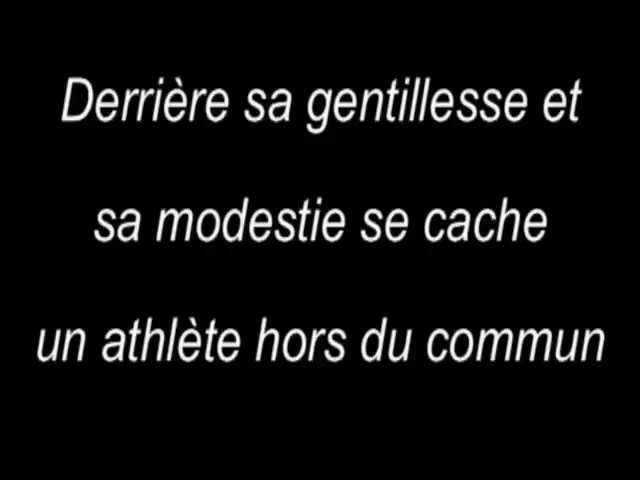 Derrière sa gentillesse et
sa modestie se cache
un athlète hors du commun